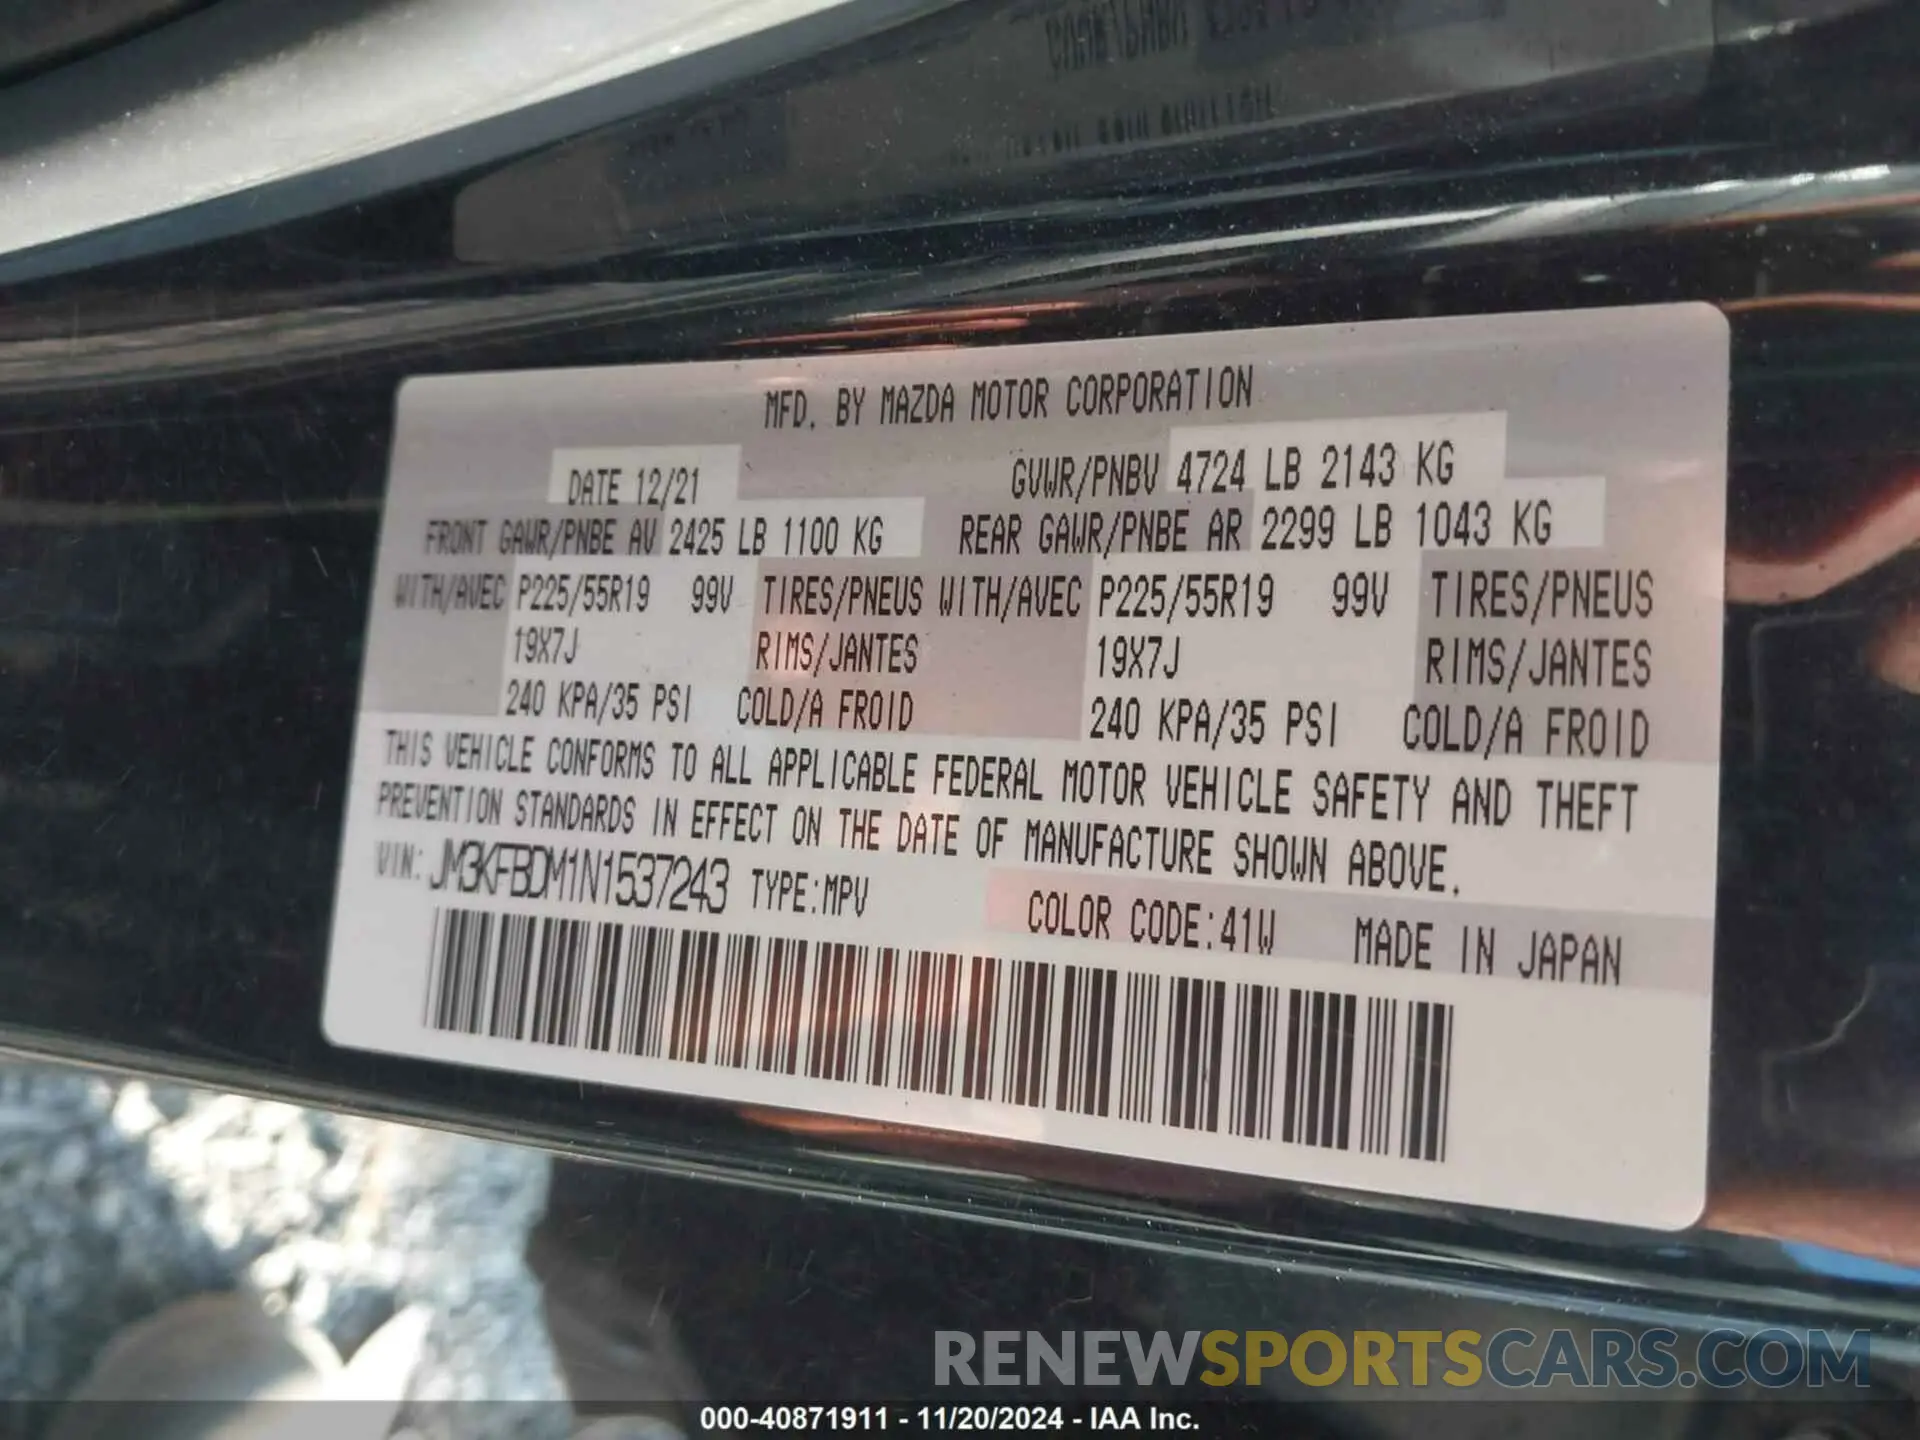 MFD. BY MAZDA MOTOR CORPORATION
DATE 12/21 GVWR/PNBV 4724 LB 2143 KG
FRONT GAWR/PNBE AV 2425 LB 1100 KG REAR GAWR/PNBE AR 2299 LB 1043 KG
WITH/AVEC P225/55R19 99V TIRES/PNEUS WITH/AVEC P225/55R19 99V TIRES/PNEUS
19X7J RIMS/JANTES 19X7J RIMS/JANTES
240 KPA/35 PSI COLD/A FROID 240 KPA/35 PSI COLD/A FROID
THIS VEHICLE CONFORMS TO ALL APPLICABLE FEDERAL MOTOR VEHICLE SAFETY AND THEFT
PREVENTION STANDARDS IN EFFECT ON THE DATE OF MANUFACTURE SHOWN ABOVE.
VIN: JM3KFBDM1N1537243 TYPE:MPV COLOR CODE:41W MADE IN JAPAN
RENEWSPORTSCARS.COM
000-40871911 - 11/20/2024 - IAA Inc.